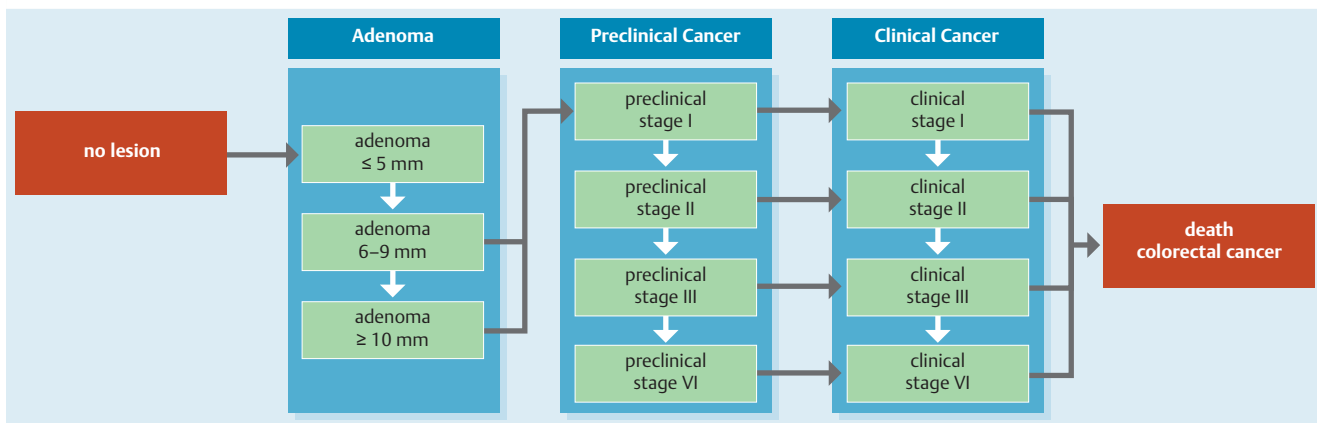 Adenoma
Preclinical Cancer
Clinical Cancer
no lesion
adenoma
≤ 5 mm
adenoma
6–9 mm
adenoma
≥ 10 mm
preclinical
stage I
preclinical
stage II
preclinical
stage III
preclinical
stage VI
clinical
stage I
clinical
stage II
clinical
stage III
clinical
stage VI
death
colorectal cancer